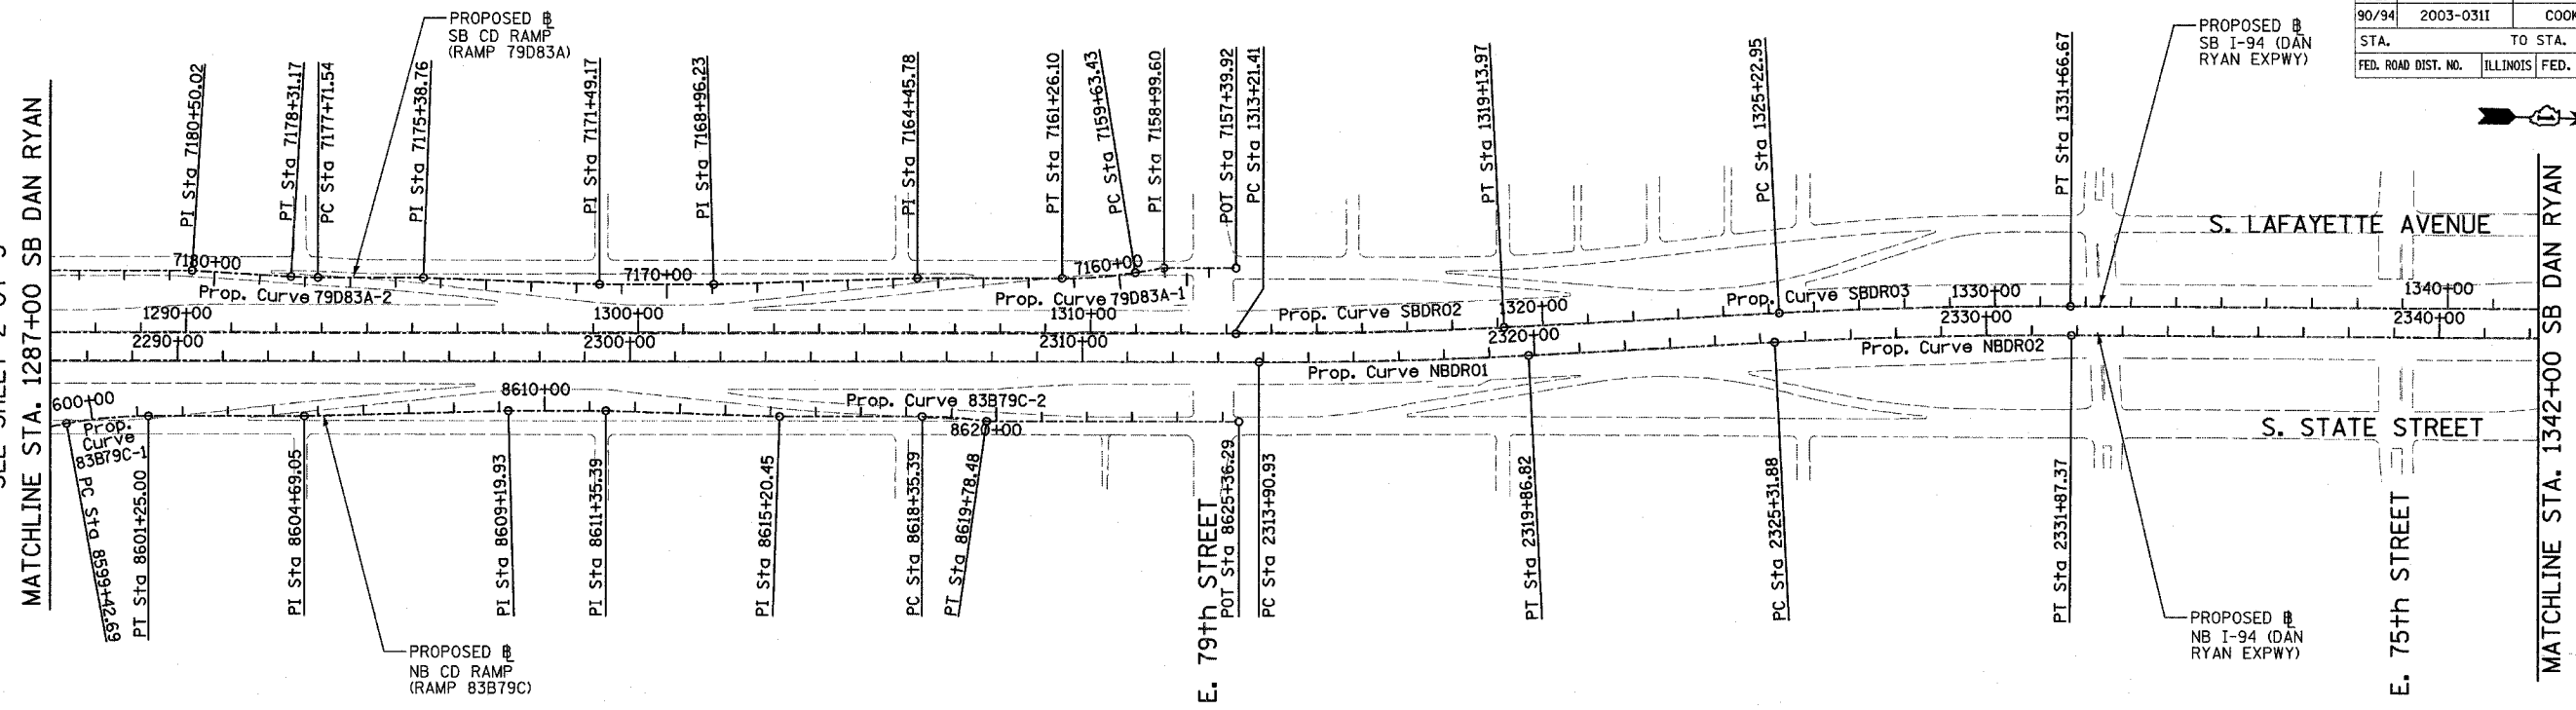 90/94 2003-031I COOK
STA. TO STA.
FED. ROAD DIST. NO. ILLINOIS FED.
PROPOSED BL
SB CD RAMP
(RAMP 79D83A)
PROPOSED BL
SB I-94 (DAN
RYAN EXPWY)
MATCHLINE STA. 1287+00 SB DAN RYAN
PI Sta 7180+50.02
PT Sta 7178+31.17
PC Sta 7177+71.54
PI Sta 7175+38.76
PI Sta 7171+49.17
PI Sta 7168+96.23
PI Sta 7164+45.78
PT Sta 7161+26.10
PC Sta 7159+63.43
PI Sta 7158+99.60
POT Sta 7157+39.92
PC Sta 1313+21.41
PT Sta 1319+13.97
PC Sta 1325+22.95
PT Sta 1331+66.67
S. LAFAYETTE AVENUE
7180+00
7170+00
7160+00
Prop. Curve 79D83A-2
Prop. Curve 79D83A-1
1290+00
1300+00
1310+00
Prop. Curve SBDR02
1320+00
Prop. Curve SBDR03
1330+00
1340+00
2290+00
2300+00
2310+00
2320+00
2330+00
2340+00
Prop. Curve NBDR01
Prop. Curve NBDR02
600+00
8610+00
Prop. Curve 83B79C-2
8620+00
Prop.
Curve
83B79C-1
S. STATE STREET
PC Sta 8599+42.69
PT Sta 8601+25.00
PI Sta 8604+69.05
PI Sta 8609+19.93
PI Sta 8611+35.39
PI Sta 8615+20.45
PC Sta 8618+35.39
PT Sta 8619+78.48
E. 79th STREET
POT Sta 8625+36.29
PC Sta 2313+90.93
PT Sta 2319+86.82
PC Sta 2325+31.88
PT Sta 2331+87.37
E. 75th STREET
MATCHLINE STA. 1342+00 SB DAN RYAN
PROPOSED BL
NB CD RAMP
(RAMP 83B79C)
PROPOSED BL
NB I-94 (DAN
RYAN EXPWY)